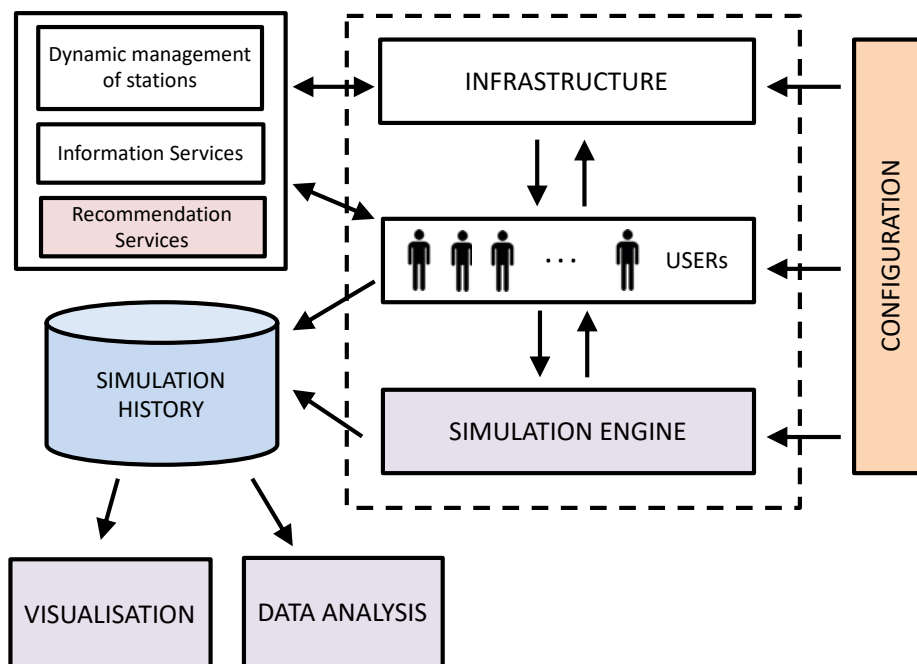 Dynamic management
of stations
Information Services
Recommendation
Services
INFRASTRUCTURE
... USERs
SIMULATION ENGINE
CONFIGURATION
SIMULATION
HISTORY
VISUALISATION
DATA ANALYSIS